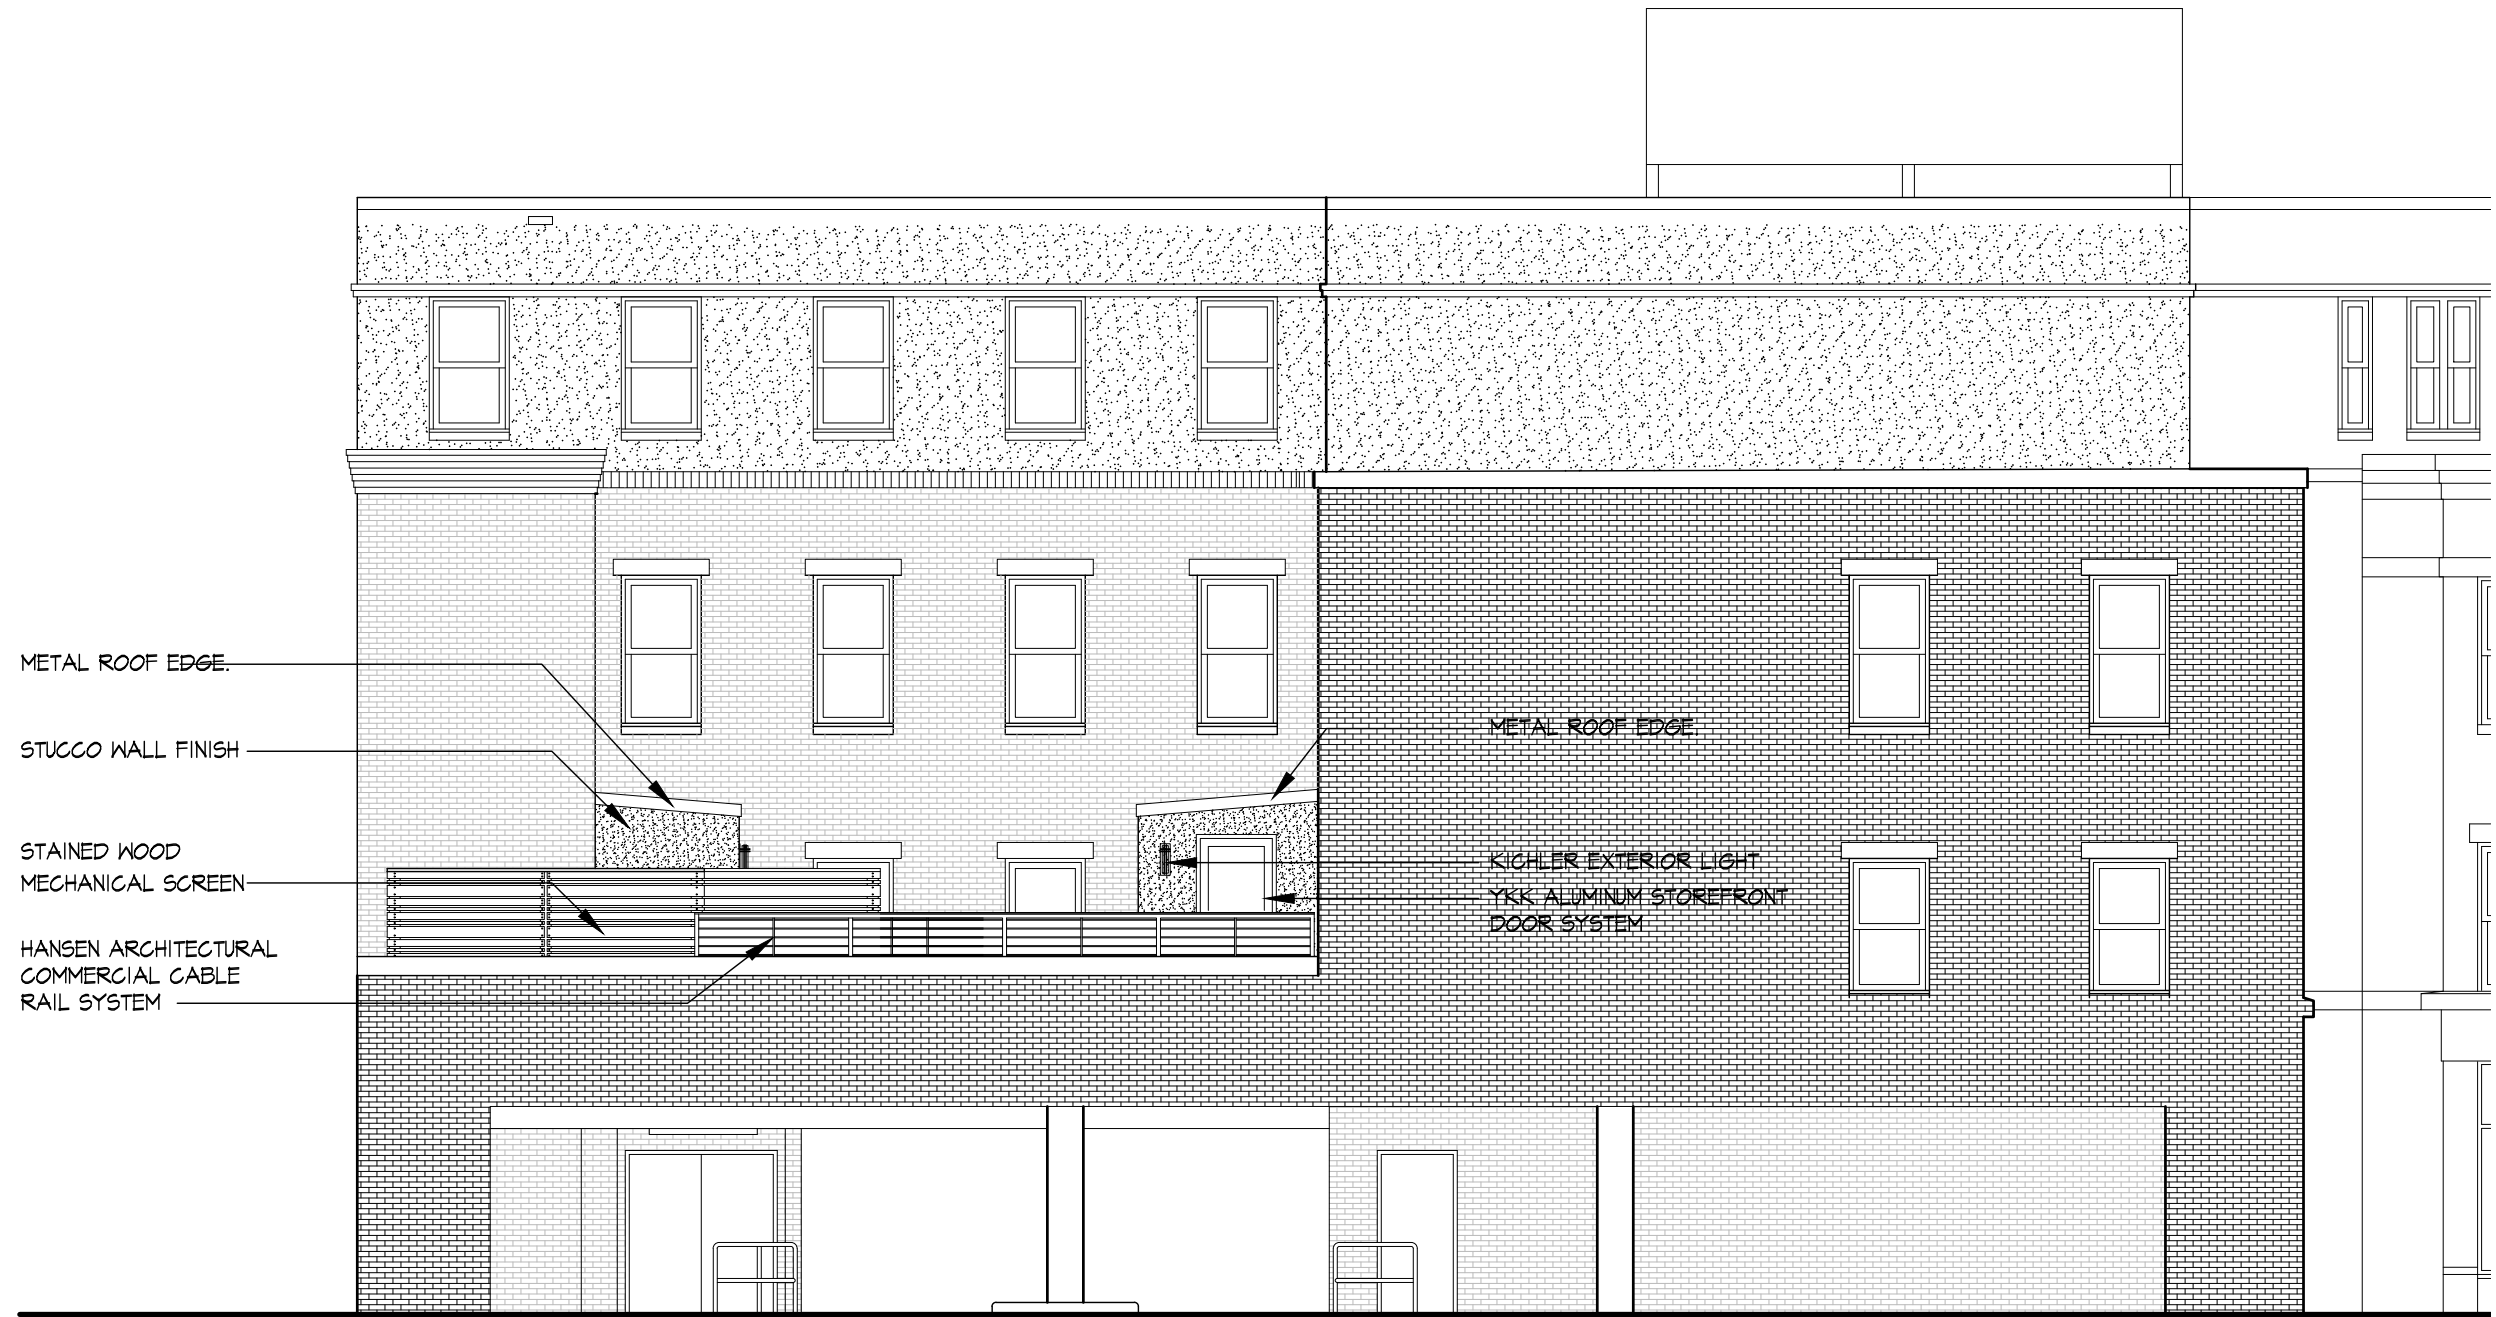 METAL ROOF EDGE.
STUCCO WALL FINISH
STAINED WOOD
MECHANICAL SCREEN
HANSEN ARCHITECTURAL
COMMERCIAL CABLE
RAIL SYSTEM
METAL ROOF EDGE.
KICHLER EXTERIOR LIGHT
YKK ALUMINUM STOREFRONT
DOOR SYSTEM